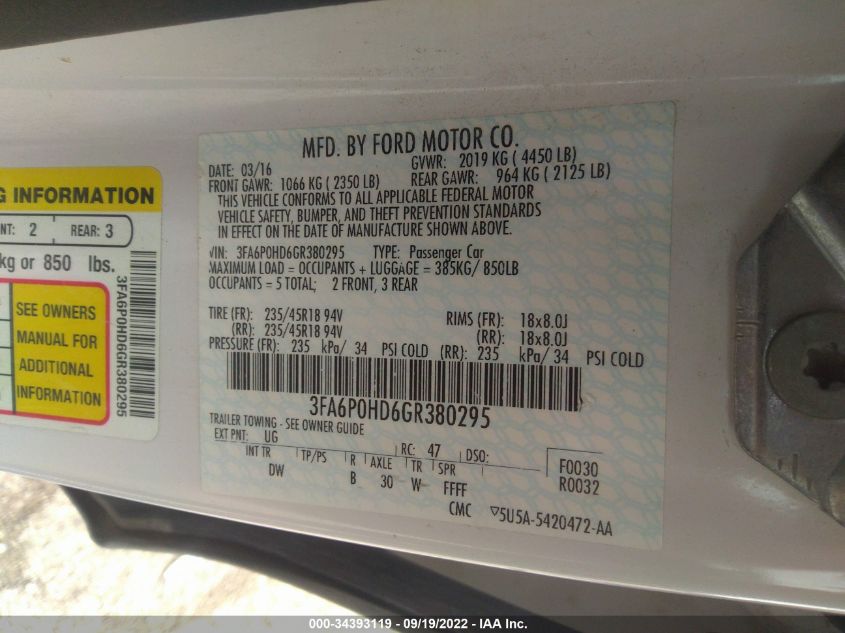 MFD. BY FORD MOTOR CO.
DATE: 03/16 GVWR: 2019 KG ( 4450 LB)
FRONT GAWR: 1066 KG ( 2350 LB) REAR GAWR: 964 KG ( 2125 LB)
THIS VEHICLE CONFORMS TO ALL APPLICABLE FEDERAL MOTOR
VEHICLE SAFETY, BUMPER, AND THEFT PREVENTION STANDARDS
IN EFFECT ON THE DATE OF MANUFACTURE SHOWN ABOVE.
VIN: 3FA6P0HD6GR380295 TYPE: Passenger Car
MAXIMUM LOAD = OCCUPANTS + LUGGAGE = 385KG/ 850LB
OCCUPANTS = 5 TOTAL; 2 FRONT, 3 REAR
TIRE (FR): 235/45R18 94V RIMS (FR): 18x8.0J
(RR): 235/45R18 94V (RR): 18x8.0J
PRESSURE (FR): 235 kPa/ 34 PSI COLD (RR): 235 kPa/ 34 PSI COLD
3FA6P0HD6GR380295
TRAILER TOWING - SEE OWNER GUIDE
EXT PNT: UG RC: 47 DSO:
INT TR TP/PS R AXLE TR SPR
DW B 30 W FFFF
F0030
R0032
CMC ▽5U5A-5420472-AA
INFORMATION
2 REAR: 3
kg or 850 lbs.
SEE OWNERS
MANUAL FOR
ADDITIONAL
INFORMATION
3FA6P0HD6GR380295
000-34393119 - 09/19/2022 - IAA Inc.